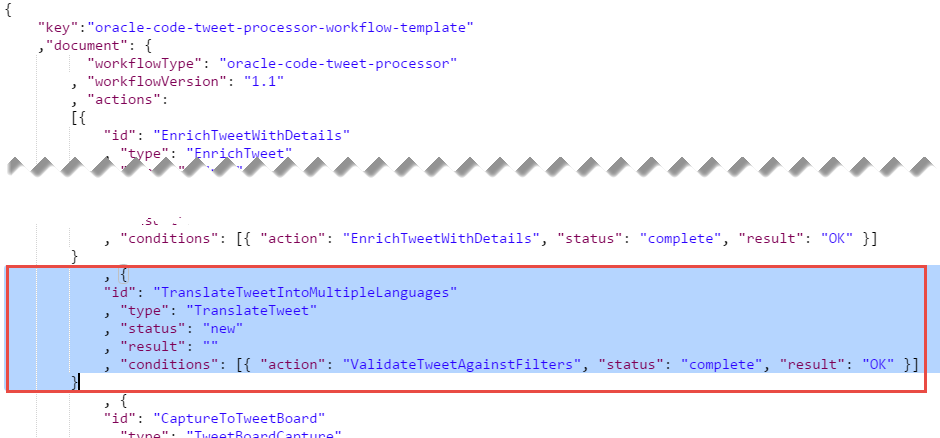 {
"key":"oracle-code-tweet-processor-workflow-template"
,"document": {
"workflowType": "oracle-code-tweet-processor"
, "workflowVersion": "1.1"
, "actions":
[{
"id": "EnrichTweetWithDetails"
, "type": "EnrichTweet"
, "conditions": [{ "action": "EnrichTweetWithDetails", "status": "complete", "result": "OK" }]
}
, {
"id": "TranslateTweetIntoMultipleLanguages"
, "type": "TranslateTweet"
, "status": "new"
, "result": ""
, "conditions": [{ "action": "ValidateTweetAgainstFilters", "status": "complete", "result": "OK" }]
}
, {
"id": "CaptureToTweetBoard"
"type": "TweetBoardCapture"